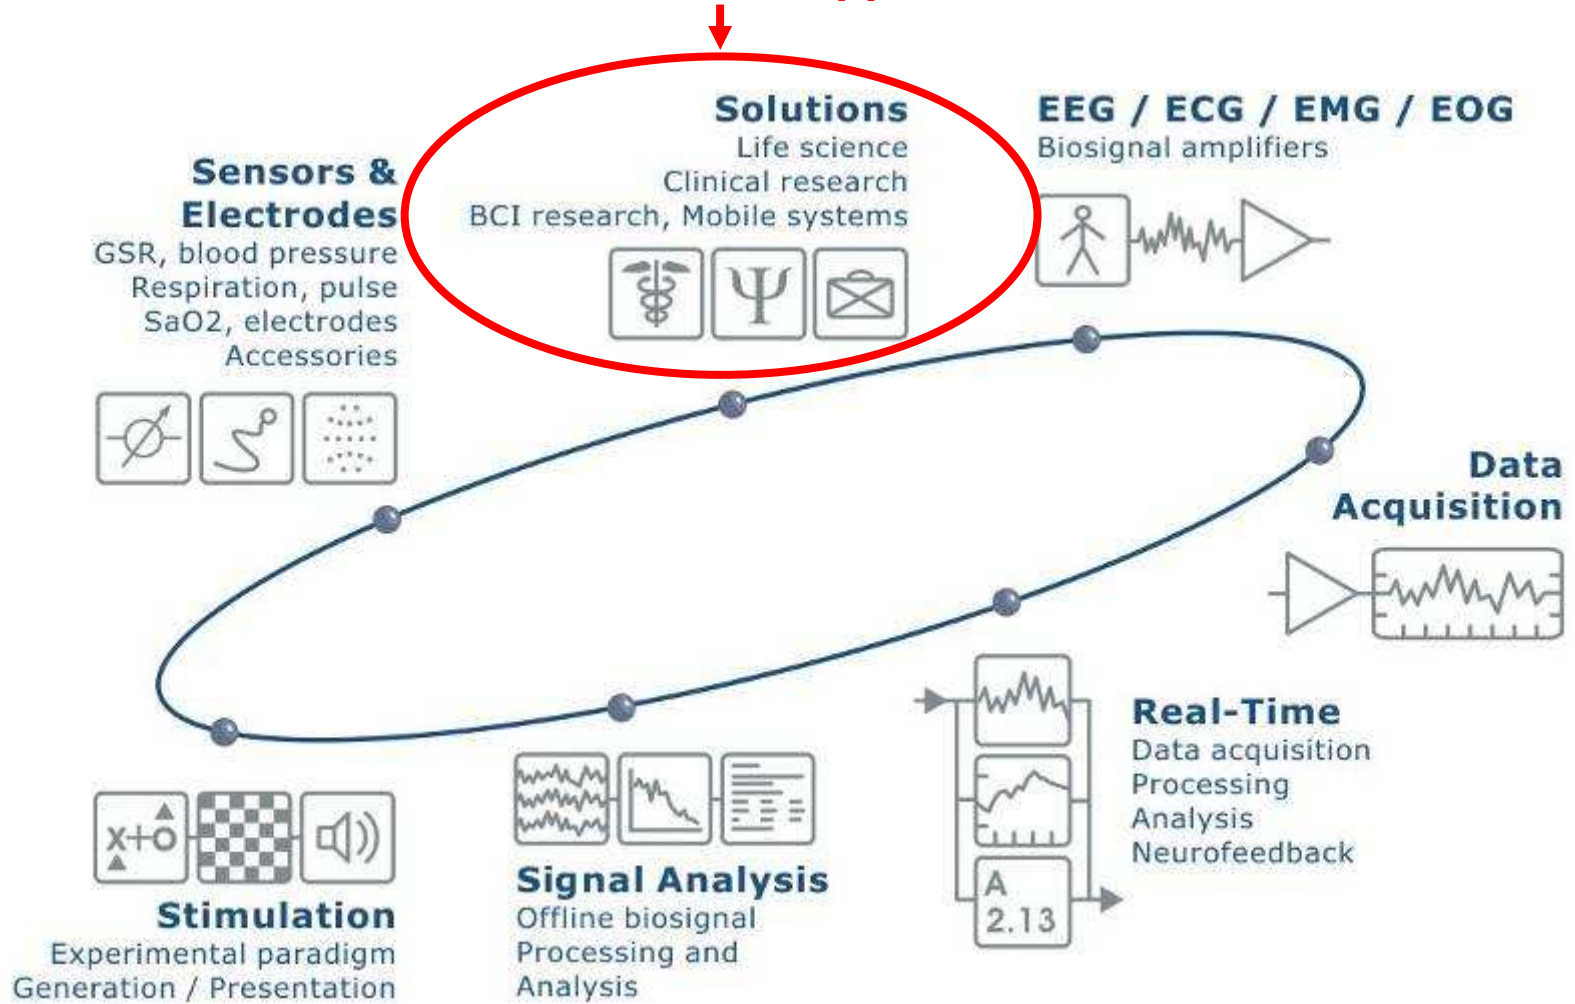 Solutions
Life science
Clinical research
BCI research, Mobile systems
EEG / ECG / EMG / EOG
Biosignal amplifiers
Sensors &
Electrodes
GSR, blood pressure
Respiration, pulse
SaO2, electrodes
Accessories
Ψ
Data
Acquisition
Real-Time
Data acquisition
Processing
Analysis
Neurofeedback
A
2.13
x+o
Stimulation
Experimental paradigm
Generation / Presentation
Signal Analysis
Offline biosignal
Processing and
Analysis